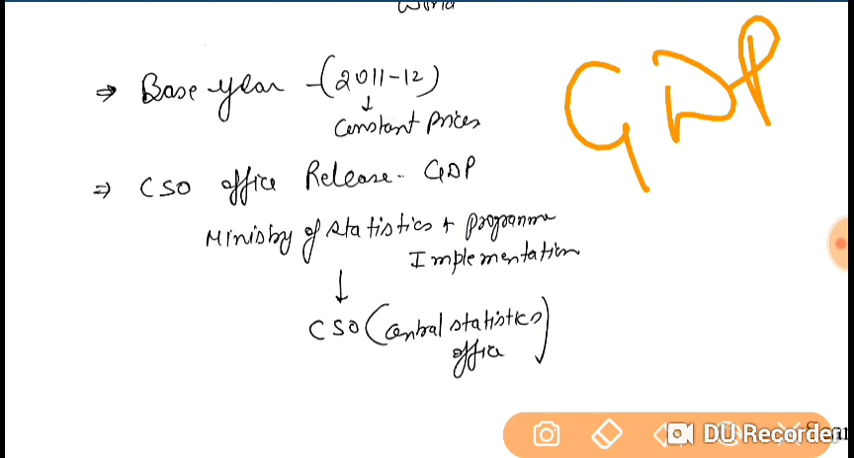 World
⇒ Base year - (2011-12)
↓
Constant Prices
GDP
⇒ CSO office Release - GDP
Ministry of statistics + programme
Implementation
↓
CSO (central statistics
office)
DU Recorder